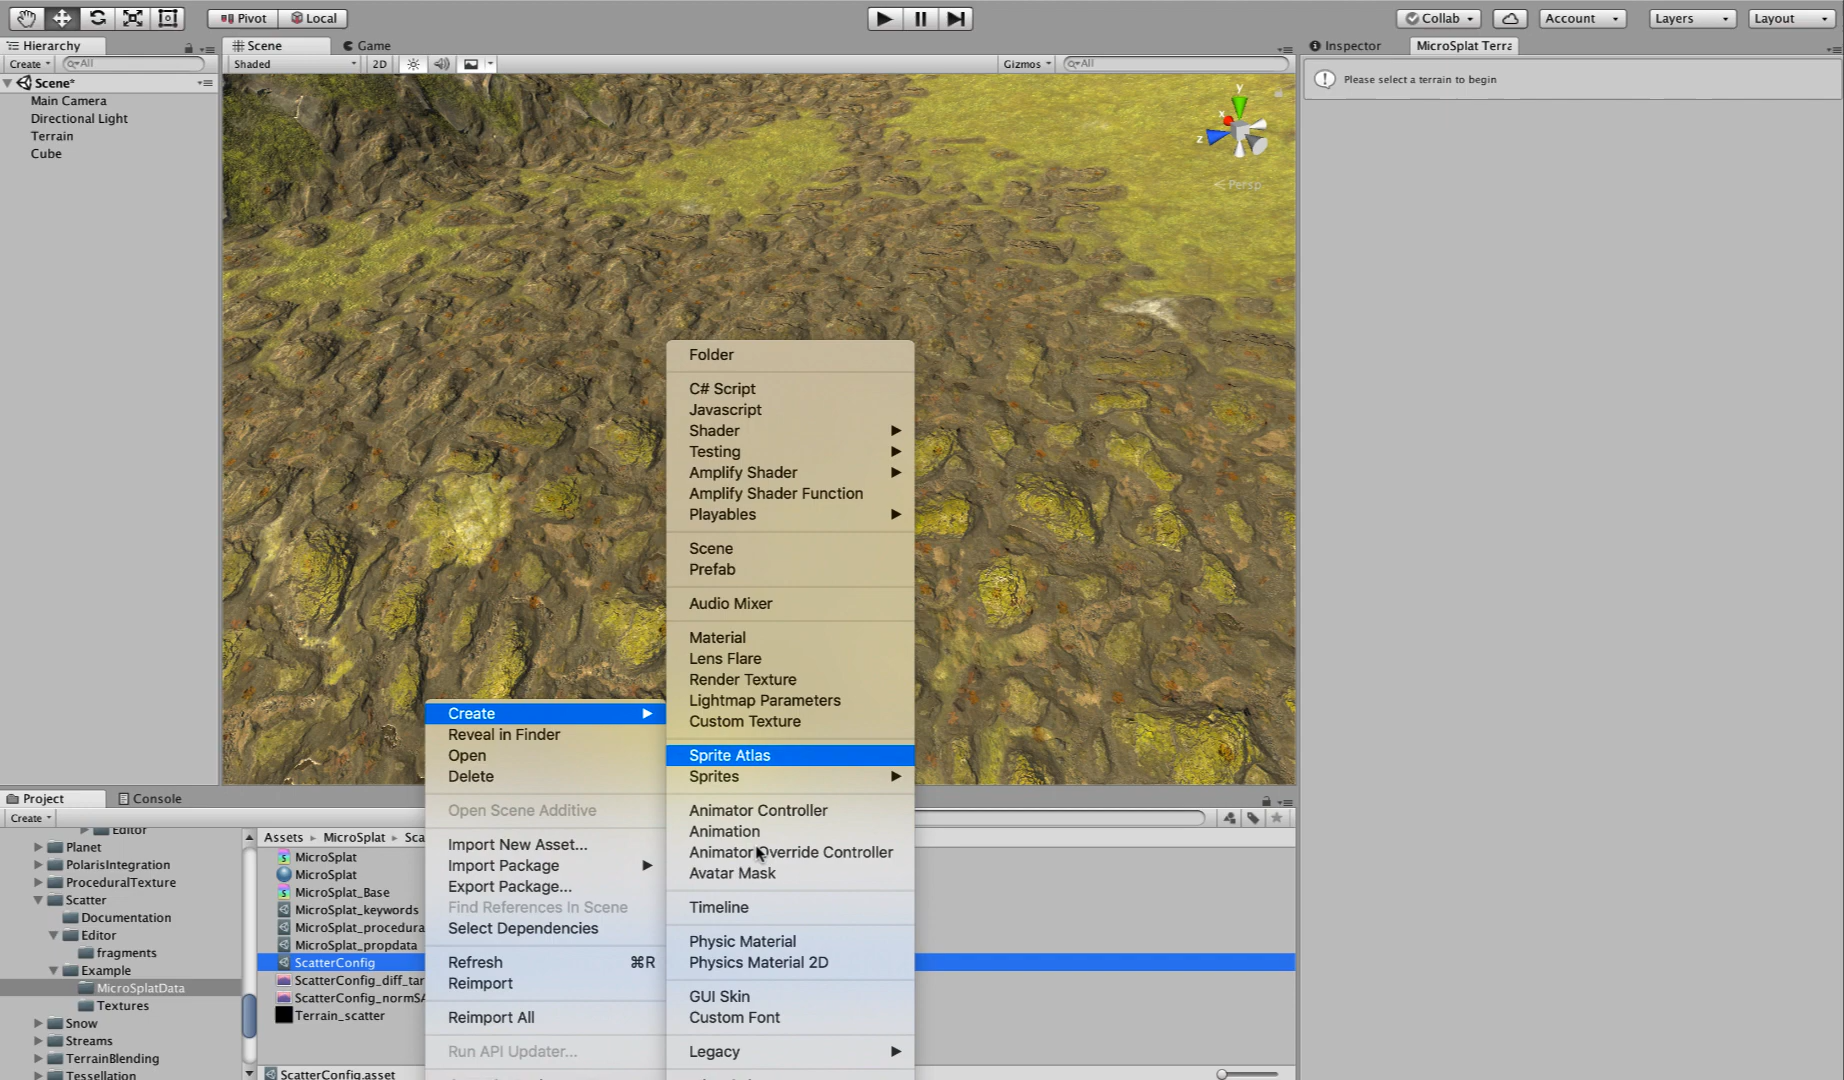 Pivot Local Collab Account Layers Layout
Hierarchy Scene Game Inspector MicroSplat Terra
Create All Shaded 2D Gizmos All
Please select a terrain to begin
Scene*
Main Camera
Directional Light
Terrain
Cube
y
x
z
Persp
Folder
C# Script
Javascript
Shader
Testing
Amplify Shader
Amplify Shader Function
Playables
Scene
Prefab
Audio Mixer
Material
Lens Flare
Render Texture
Lightmap Parameters
Custom Texture
Sprite Atlas
Sprites
Animator Controller
Animation
Animator Override Controller
Avatar Mask
Timeline
Physic Material
Physics Material 2D
GUI Skin
Custom Font
Legacy
Create
Reveal in Finder
Open
Delete
Open Scene Additive
Import New Asset...
Import Package
Export Package...
Find References In Scene
Select Dependencies
Refresh ⌘R
Reimport
Reimport All
Run API Updater...
Project Console
Create
Editor
Planet
PolarisIntegration
ProceduralTexture
Scatter
Documentation
Editor
fragments
Example
MicroSplatData
Textures
Snow
Streams
TerrainBlending
Tessellation
Assets MicroSplat Sca
MicroSplat
MicroSplat
MicroSplat_Base
MicroSplat_keywords
MicroSplat_procedura
MicroSplat_propdata
ScatterConfig
ScatterConfig_diff_tar
ScatterConfig_normSA
Terrain_scatter
ScatterConfig.asset